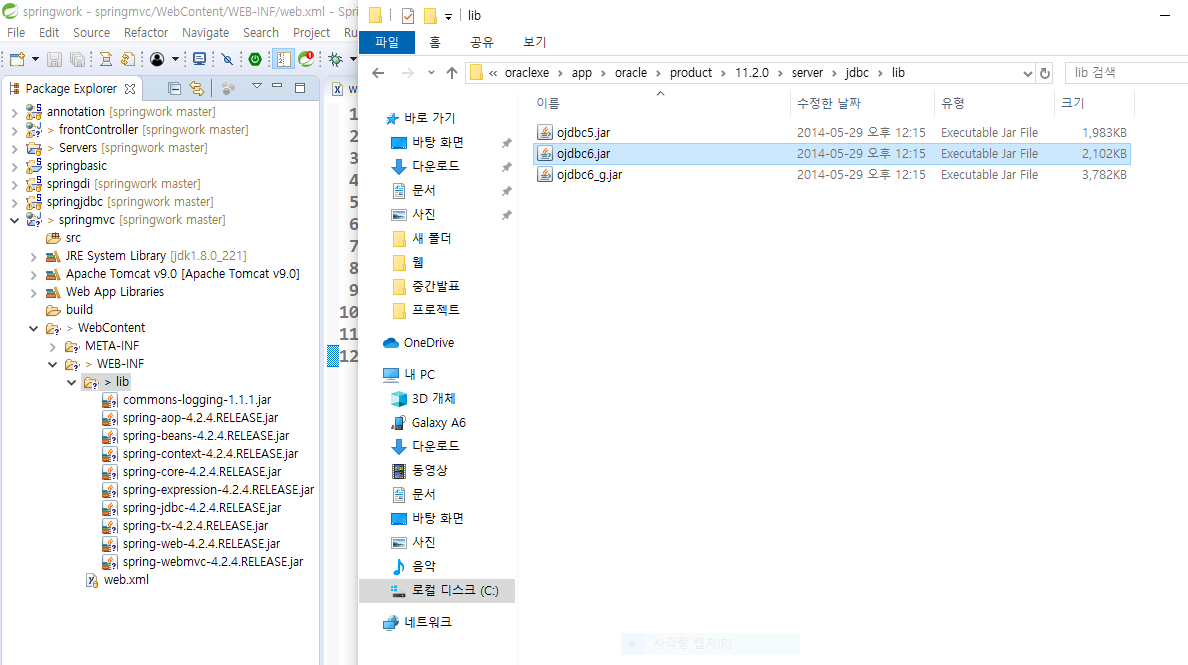 springwork - springmvc/WebContent/WEB-INF/web.xml - Spri
File Edit Source Refactor Navigate Search Project Ru
Package Explorer
annotation [springwork master]
> frontController [springwork master]
> Servers [springwork master]
springbasic
springdi [springwork master]
springjdbc [springwork master]
> springmvc [springwork master]
src
JRE System Library [jdk1.8.0_221]
Apache Tomcat v9.0 [Apache Tomcat v9.0]
Web App Libraries
build
> WebContent
META-INF
> WEB-INF
> lib
commons-logging-1.1.1.jar
spring-aop-4.2.4.RELEASE.jar
spring-beans-4.2.4.RELEASE.jar
spring-context-4.2.4.RELEASE.jar
spring-core-4.2.4.RELEASE.jar
spring-expression-4.2.4.RELEASE.jar
spring-jdbc-4.2.4.RELEASE.jar
spring-tx-4.2.4.RELEASE.jar
spring-web-4.2.4.RELEASE.jar
spring-webmvc-4.2.4.RELEASE.jar
web.xml
w
1
2
3
4
5
6
7
8
9
10
11
12
lib
파일 홈 공유 보기
« oraclexe > app > oracle > product > 11.2.0 > server > jdbc > lib
lib 검색
바로 가기
바탕 화면
다운로드
문서
사진
새 폴더
웹
중간발표
프로젝트
OneDrive
내 PC
3D 개체
Galaxy A6
다운로드
동영상
문서
바탕 화면
사진
음악
로컬 디스크 (C:)
네트워크
이름 수정한 날짜 유형 크기
ojdbc5.jar 2014-05-29 오후 12:15 Executable Jar File 1,983KB
ojdbc6.jar 2014-05-29 오후 12:15 Executable Jar File 2,102KB
ojdbc6_g.jar 2014-05-29 오후 12:15 Executable Jar File 3,782KB
사각형 캡처(R)